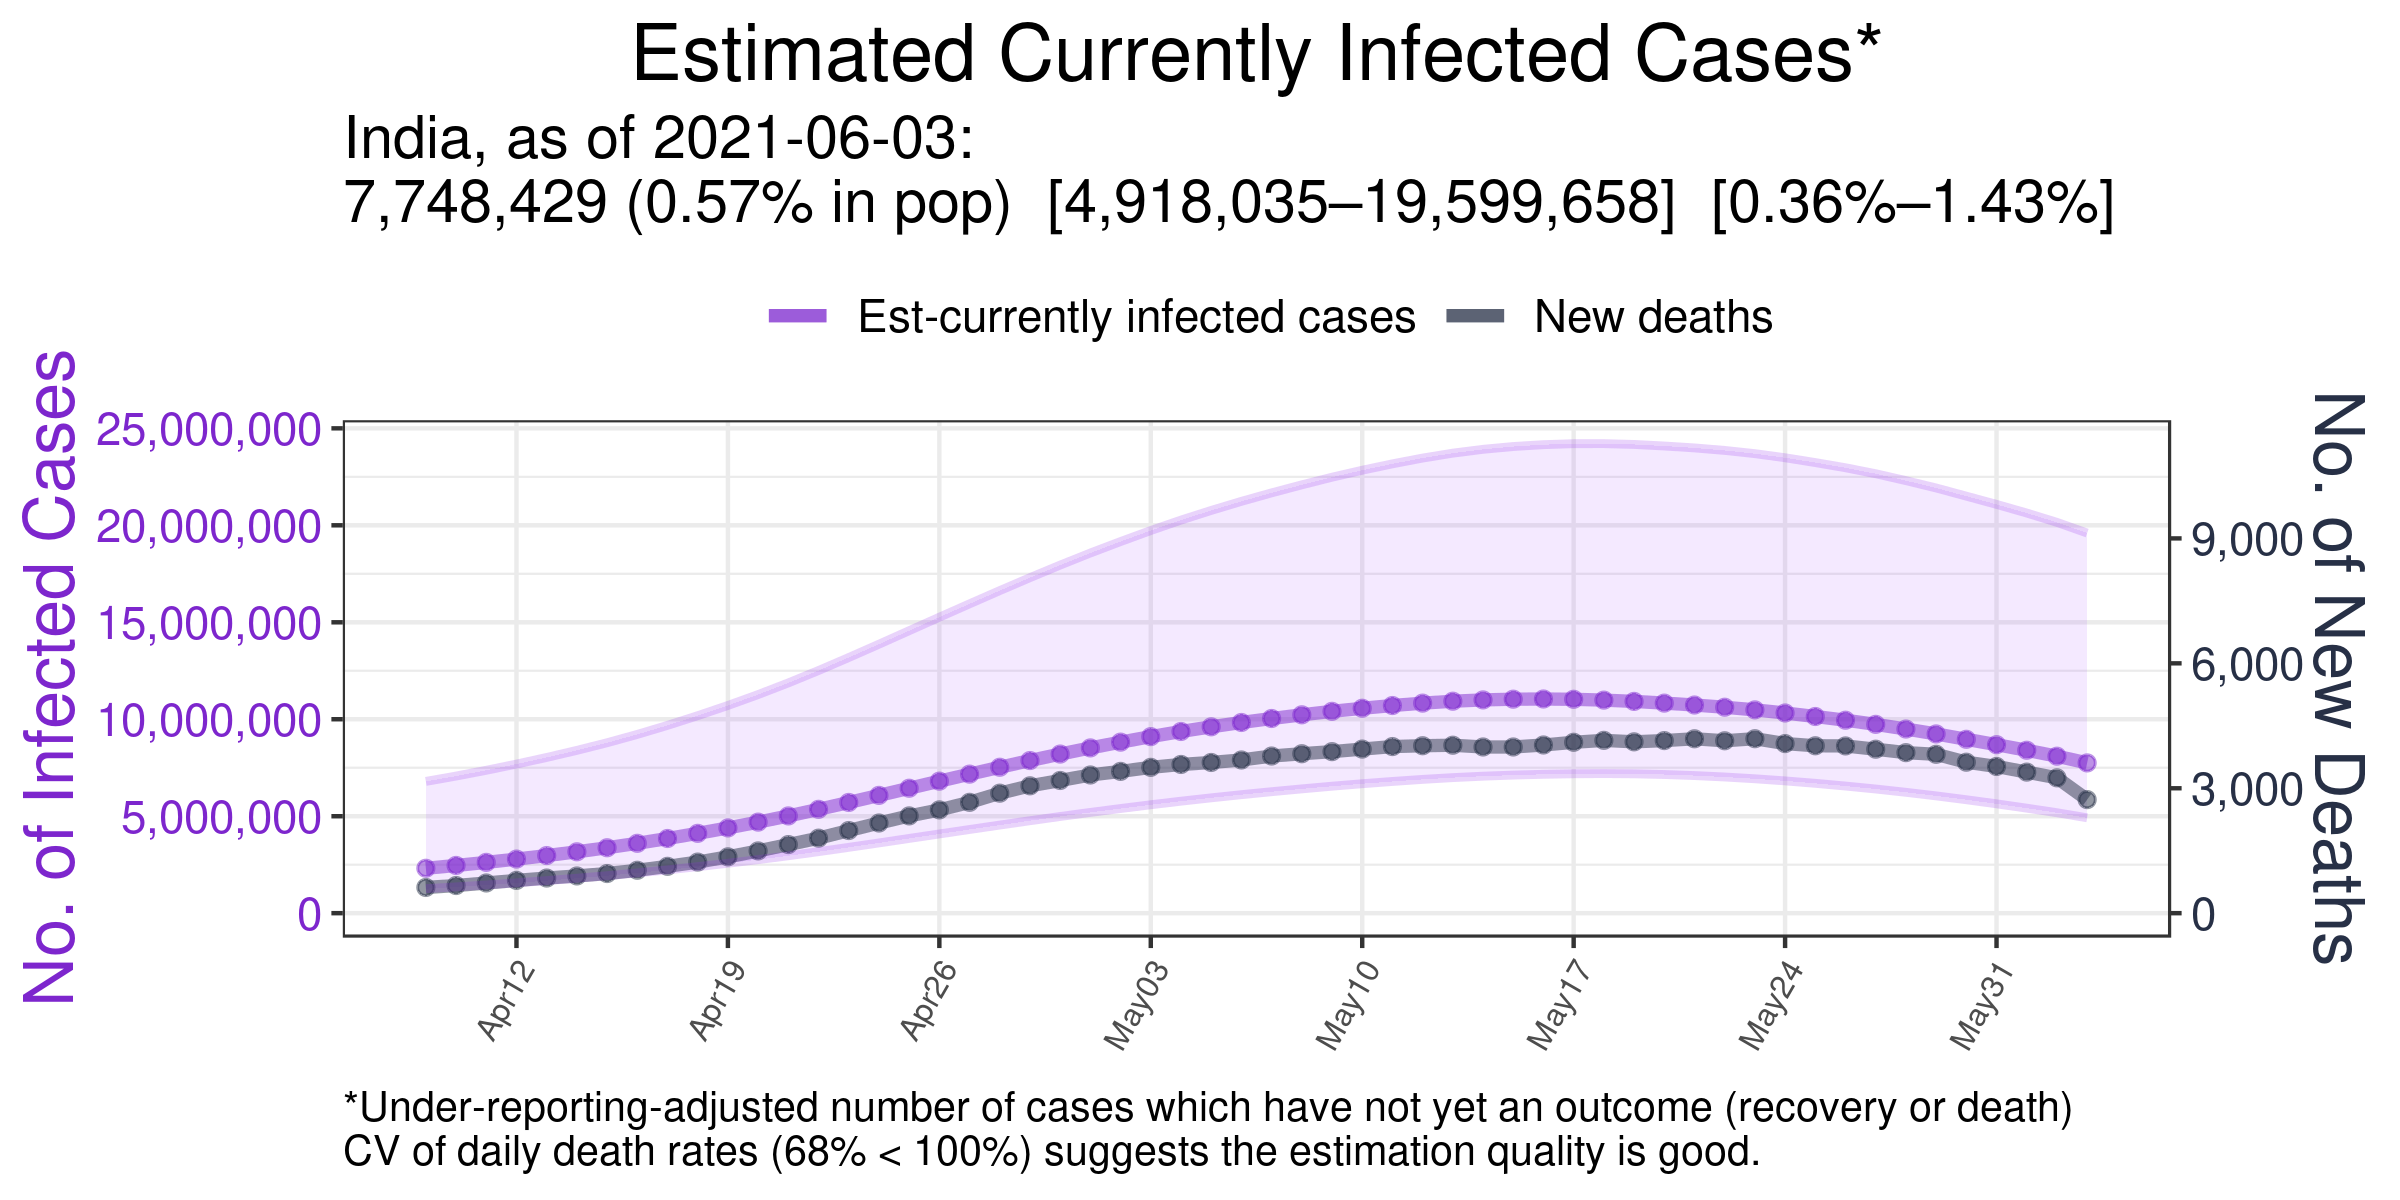 Estimated Currently Infected Cases*
India, as of 2021-06-03:
7,748,429 (0.57% in pop)  [4,918,035–19,599,658]  [0.36%–1.43%]
Est-currently infected cases
New deaths
No. of Infected Cases
25,000,000
20,000,000
15,000,000
10,000,000
5,000,000
0
9,000
6,000
3,000
0
No. of New Deaths
Apr12
Apr19
Apr26
May03
May10
May17
May24
May31
*Under-reporting-adjusted number of cases which have not yet an outcome (recovery or death)
CV of daily death rates (68% < 100%) suggests the estimation quality is good.